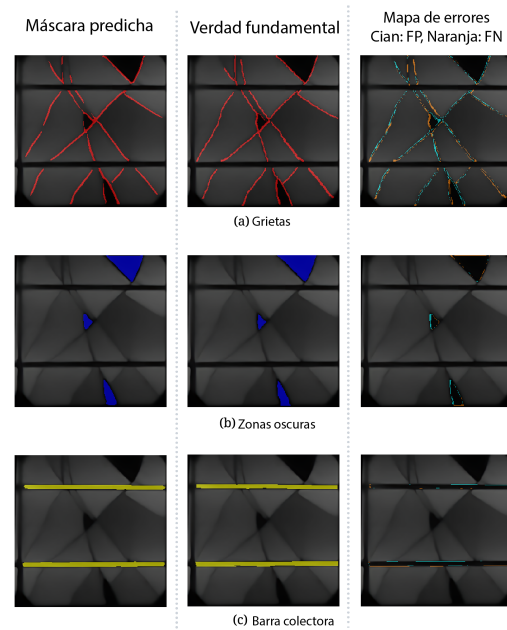 Máscara predicha
Verdad fundamental
Mapa de errores
Cian: FP, Naranja: FN
(a) Grietas
(b) Zonas oscuras
(c) Barra colectora